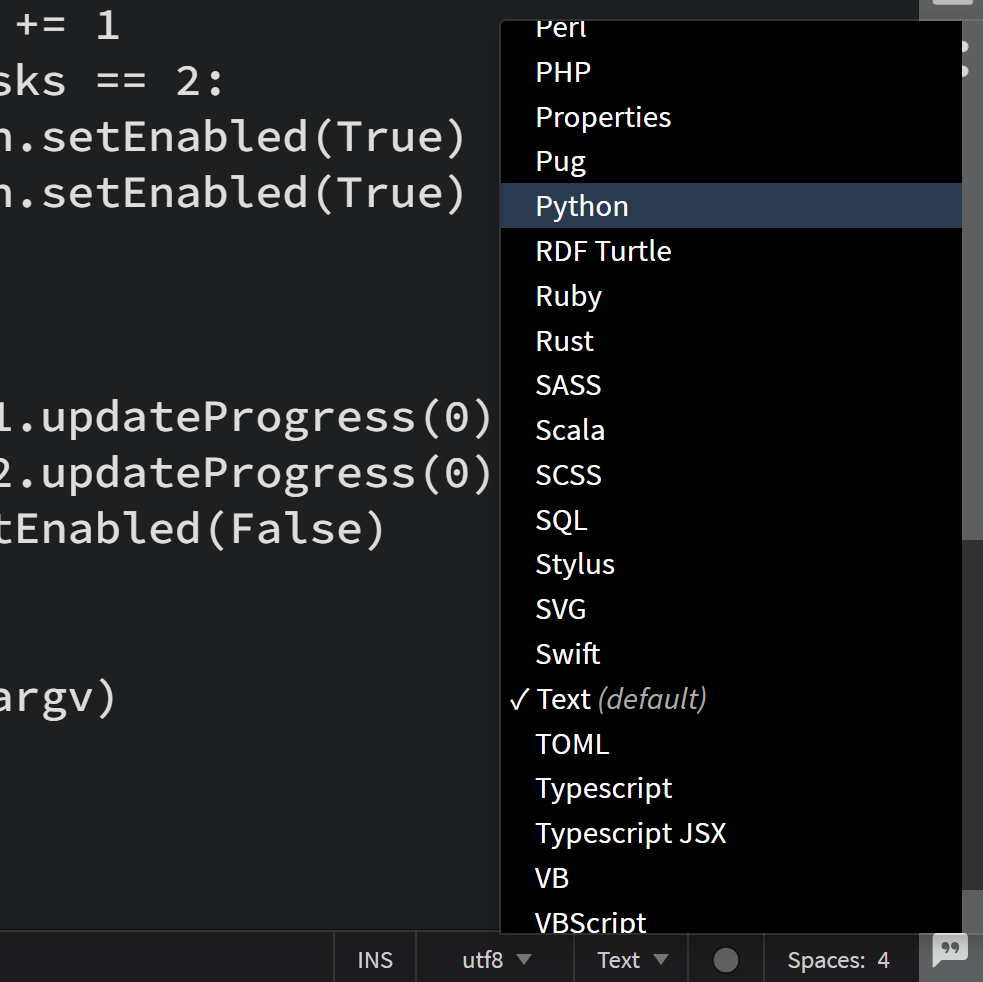 += 1
sks == 2:
n.setEnabled(True)
n.setEnabled(True)
1.updateProgress(0)
2.updateProgress(0)
tEnabled(False)
argv)
Perl
PHP
Properties
Pug
Python
RDF Turtle
Ruby
Rust
SASS
Scala
SCSS
SQL
Stylus
SVG
Swift
✓ Text (default)
TOML
Typescript
Typescript JSX
VB
VBScript
INS utf8 Text Spaces: 4